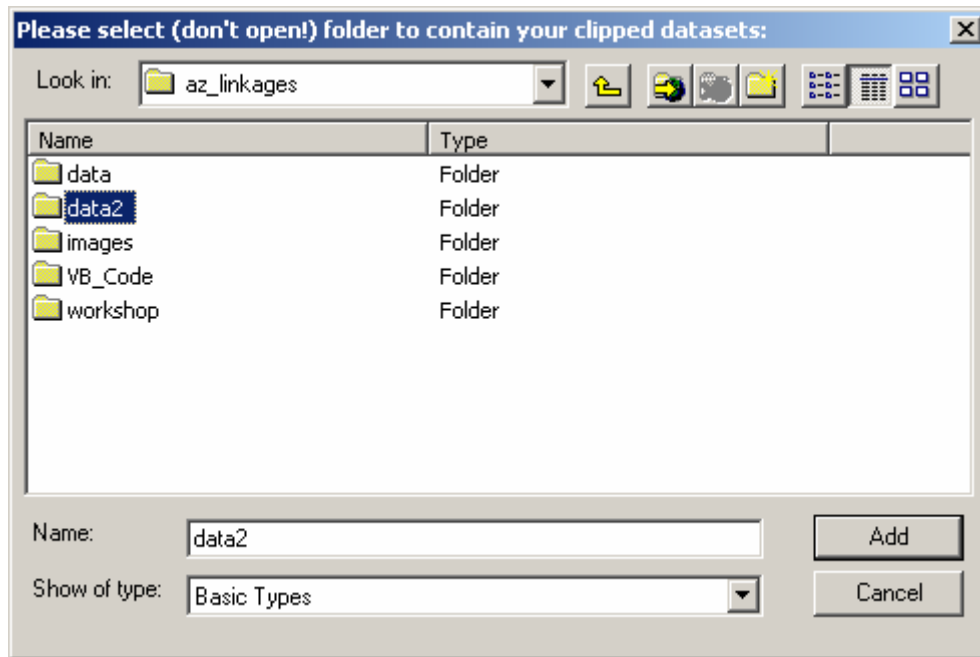 Please select (don't open!) folder to contain your clipped datasets:
Look in: az_linkages
Name Type
data Folder
data2 Folder
images Folder
VB_Code Folder
workshop Folder
Name: data2 Add
Show of type: Basic Types Cancel